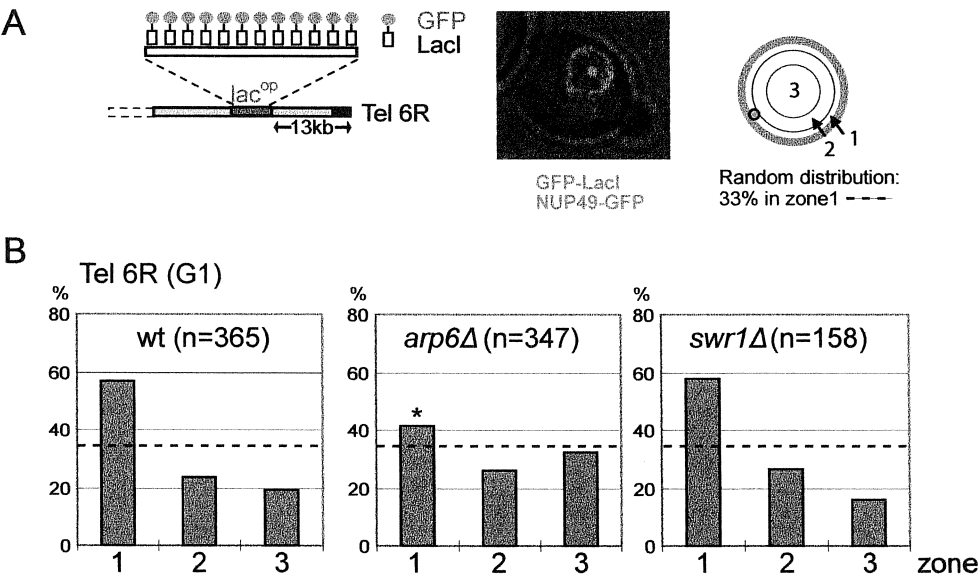 A
GFP
LacI
lac^op
Tel 6R
13kb
GFP-LacI
NUP49-GFP
3
1
2
Random distribution:
33% in zone1
B
Tel 6R (G1)
%
80
60
40
20
0
wt (n=365)
1 2 3
%
80
60
40
20
0
arp6Δ (n=347)
*
1 2 3
%
80
60
40
20
0
swr1Δ (n=158)
1 2 3 zone